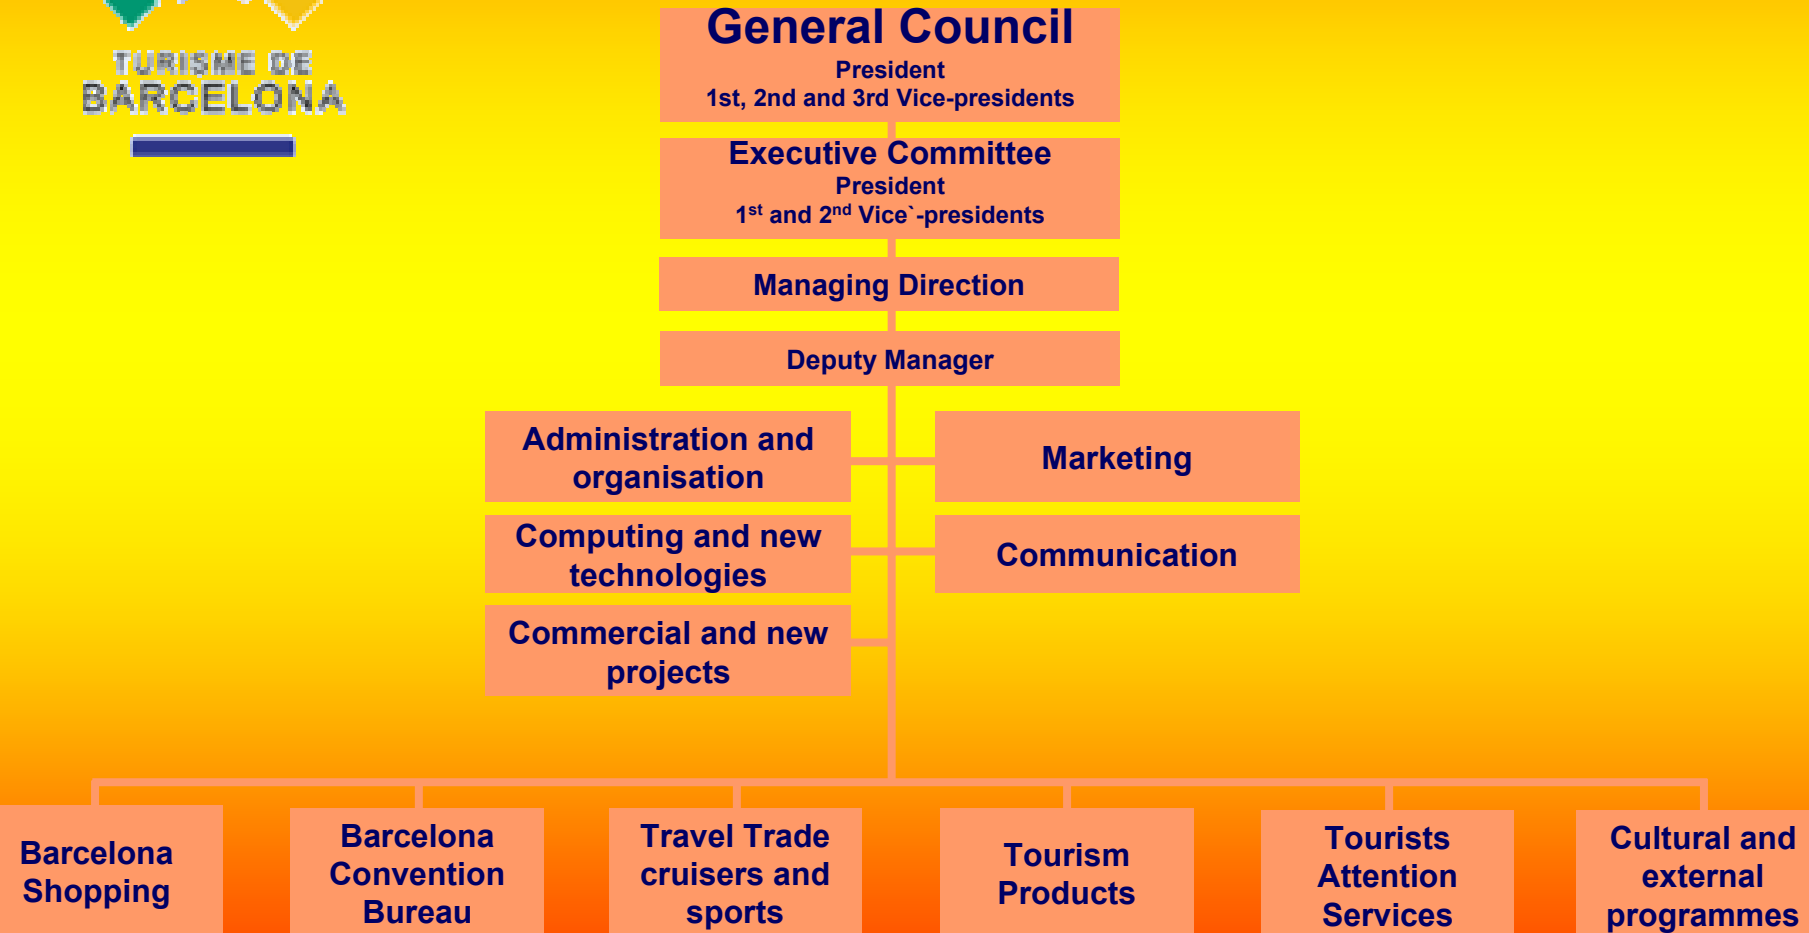 TURISME DE
BARCELONA
General Council
President
1st, 2nd and 3rd Vice-presidents
Executive Committee
President
1st and 2nd Vice`-presidents
Managing Direction
Deputy Manager
Administration and
organisation
Marketing
Computing and new
technologies
Communication
Commercial and new
projects
Barcelona
Shopping
Barcelona
Convention
Bureau
Travel Trade
cruisers and
sports
Tourism
Products
Tourists
Attention
Services
Cultural and
external
programmes